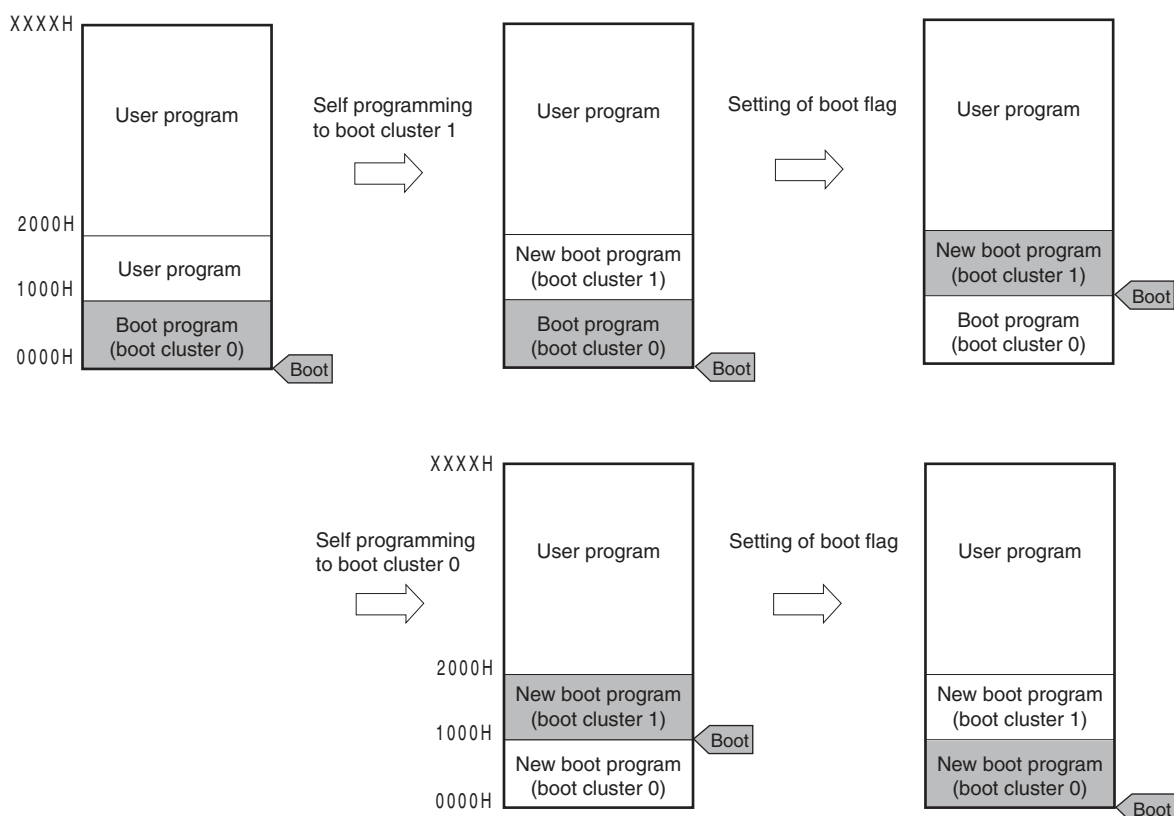 XXXXH
User program
2000H
User program
1000H
Boot program
(boot cluster 0)
0000H
Boot
Self programming
to boot cluster 1
User program
New boot program
(boot cluster 1)
Boot program
(boot cluster 0)
Boot
Setting of boot flag
User program
New boot program
(boot cluster 1)
Boot
Boot program
(boot cluster 0)
Self programming
to boot cluster 0
XXXXH
User program
2000H
New boot program
(boot cluster 1)
1000H
Boot
New boot program
(boot cluster 0)
0000H
Setting of boot flag
User program
New boot program
(boot cluster 1)
New boot program
(boot cluster 0)
Boot